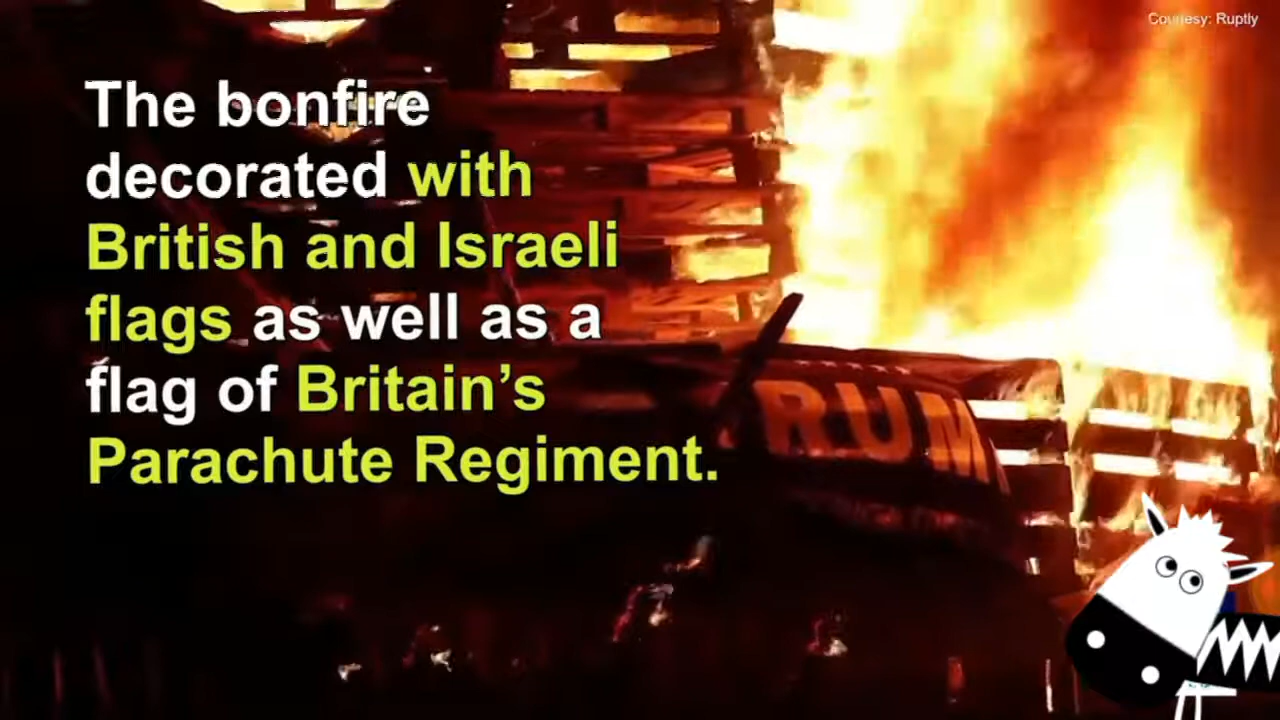 Courtesy: Ruptly
The bonfire
decorated with
British and Israeli
flags as well as a
flag of Britain’s
Parachute Regiment.
RUM